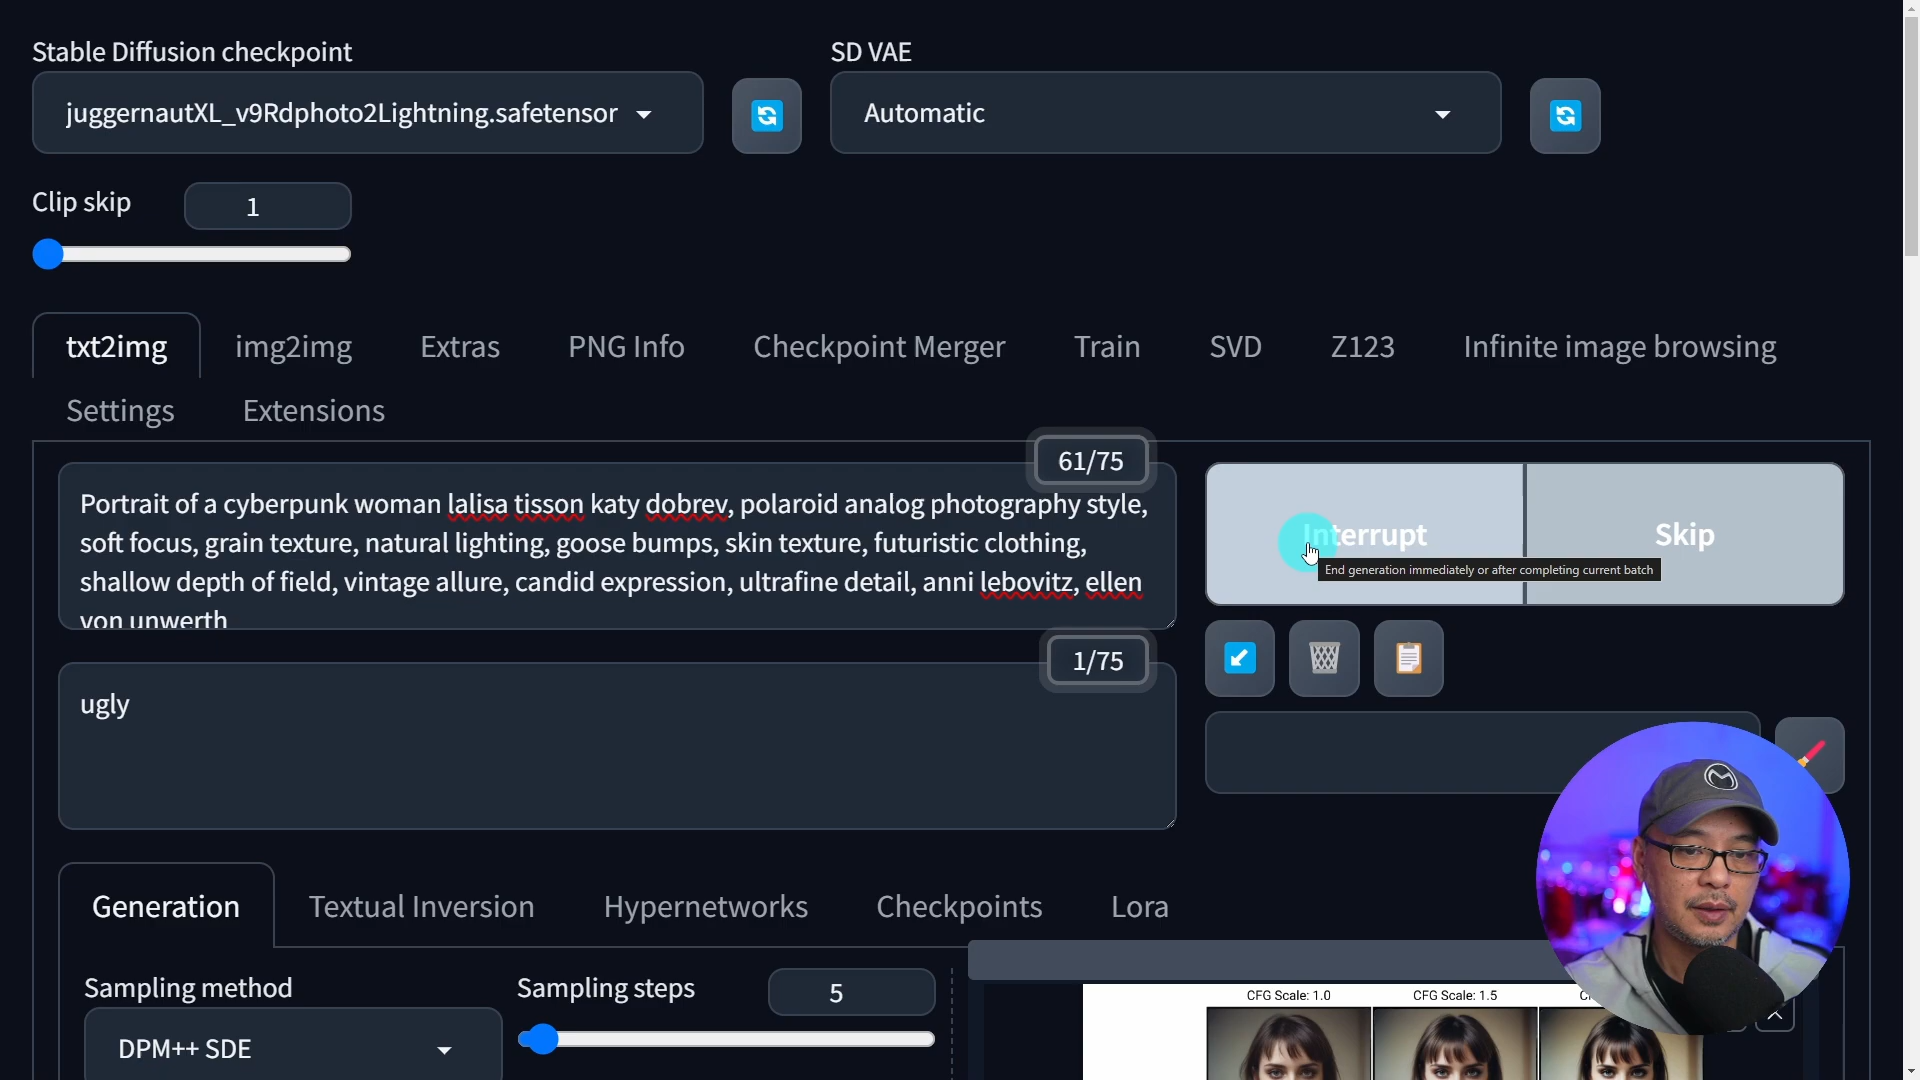 Stable Diffusion checkpoint
SD VAE
juggernautXL_v9Rdphoto2Lightning.safetensor
Automatic
Clip skip
1
txt2img
img2img
Extras
PNG Info
Checkpoint Merger
Train
SVD
Z123
Infinite image browsing
Settings
Extensions
61/75
Portrait of a cyberpunk woman lalisa tisson katy dobrev, polaroid analog photography style,
soft focus, grain texture, natural lighting, goose bumps, skin texture, futuristic clothing,
shallow depth of field, vintage allure, candid expression, ultrafine detail, anni lebovitz, ellen
von unwerth
Interrupt
Skip
End generation immediately or after completing current batch
1/75
ugly
Generation
Textual Inversion
Hypernetworks
Checkpoints
Lora
Sampling method
Sampling steps
5
DPM++ SDE
CFG Scale: 1.0
CFG Scale: 1.5